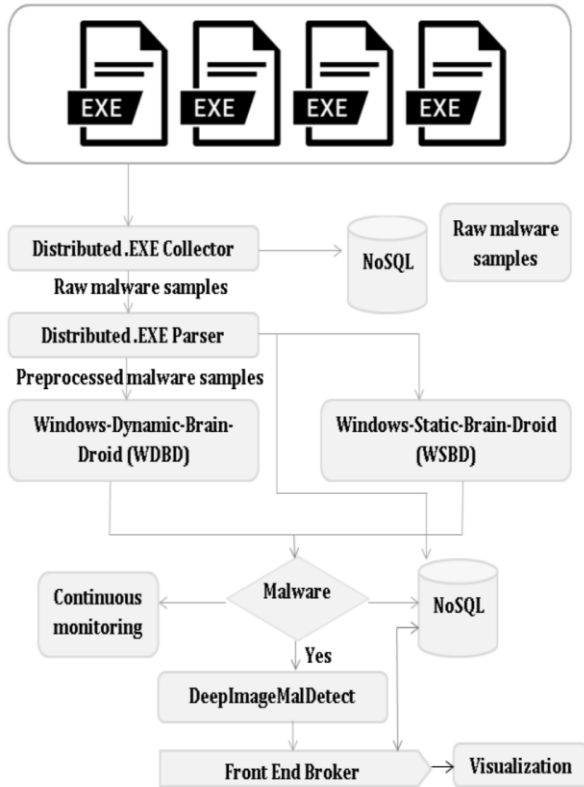 EXE EXE EXE EXE
Distributed .EXE Collector
NoSQL
Raw malware
samples
Raw malware samples
Distributed .EXE Parser
Preprocessed malware samples
Windows-Dynamic-Brain-
Droid (WDBD)
Windows-Static-Brain-Droid
(WSBD)
Continuous
monitoring
Malware
NoSQL
Yes
DeepImageMalDetect
Front End Broker
Visualization